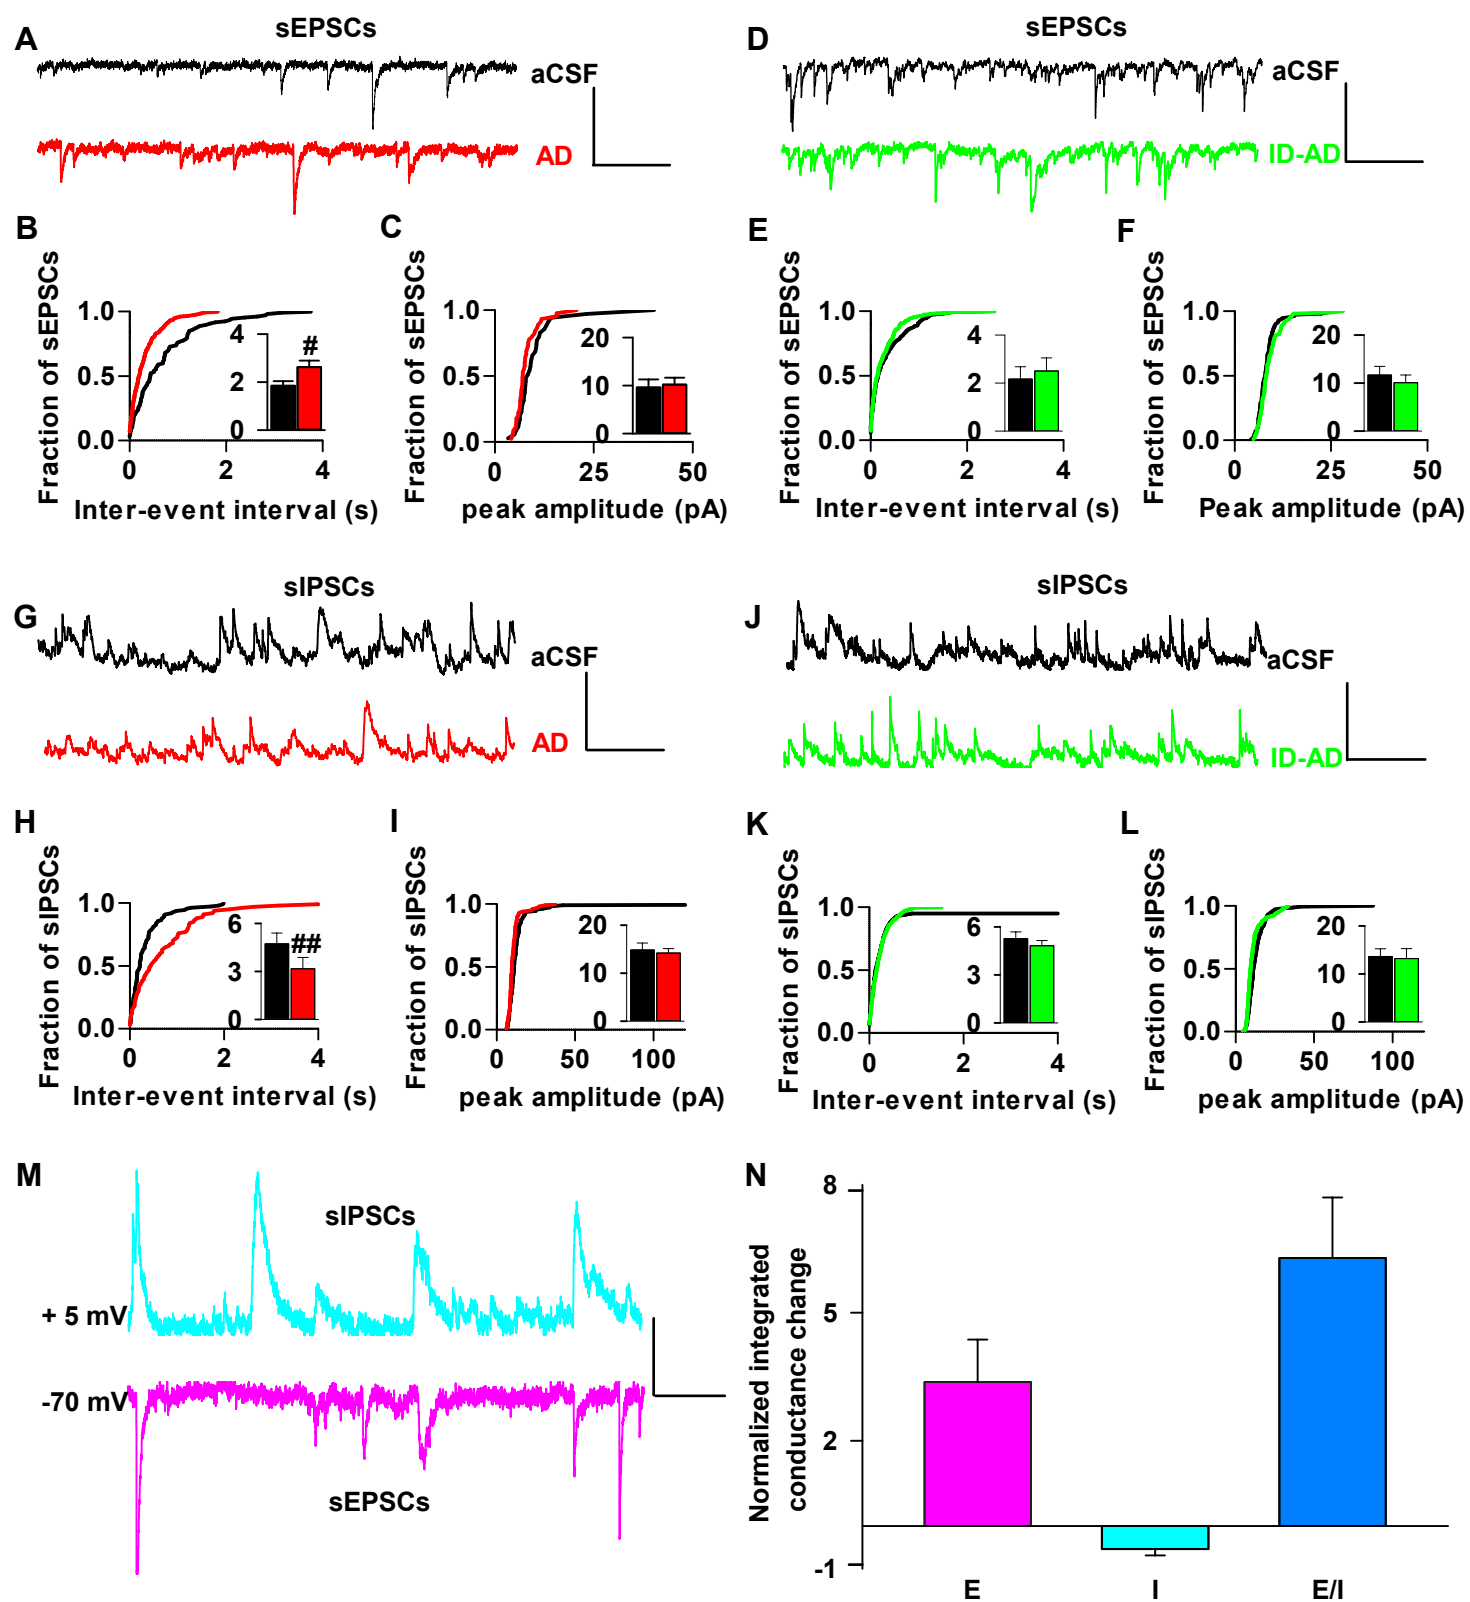 A
sEPSCs
aCSF
AD
D
sEPSCs
aCSF
ID-AD
B
Fraction of sEPSCs
1.0
0.5
0.0
0 2 4
Inter-event interval (s)
4
2
0
#
C
Fraction of sEPSCs
1.0
0.5
0.0
0 25 50
peak amplitude (pA)
20
10
0
E
Fraction of sEPSCs
1.0
0.5
0.0
0 2 4
Inter-event interval (s)
4
2
0
F
Fraction of sEPSCs
1.0
0.5
0.0
0 25 50
Peak amplitude (pA)
20
10
0
G
sIPSCs
aCSF
AD
J
sIPSCs
aCSF
ID-AD
H
Fraction of sIPSCs
1.0
0.5
0.0
0 2 4
Inter-event interval (s)
6
3
0
##
I
Fraction of sIPSCs
1.0
0.5
0.0
0 50 100
peak amplitude (pA)
20
10
0
K
Fraction of sIPSCs
1.0
0.5
0.0
0 2 4
Inter-event interval (s)
6
3
0
L
Fraction of sIPSCs
1.0
0.5
0.0
0 50 100
peak amplitude (pA)
20
10
0
M
sIPSCs
+ 5 mV
-70 mV
sEPSCs
N
Normalized integrated
conductance change
8
5
2
-1
E I E/I